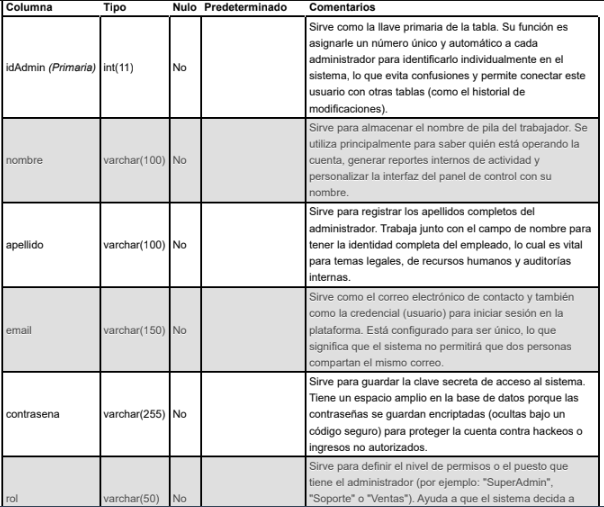 Columna Tipo Nulo Predeterminado Comentarios
Sirve como la llave primaria de la tabla. Su función es
asignarle un número único y automático a cada
administrador para identificarlo individualmente en el
idAdmin (Primaria) int(11) No
sistema, lo que evita confusiones y permite conectar este
usuario con otras tablas (como el historial de
modificaciones).
Sirve para almacenar el nombre de pila del trabajador. Se
utiliza principalmente para saber quién está operando la
nombre varchar(100) No
cuenta, generar reportes internos de actividad y
personalizar la interfaz del panel de control con su
nombre.
Sirve para registrar los apellidos completos del
administrador. Trabaja junto con el campo de nombre para
apellido varchar(100) No
tener la identidad completa del empleado, lo cual es vital
para temas legales, de recursos humanos y auditorías
internas.
Sirve como el correo electrónico de contacto y también
como la credencial (usuario) para iniciar sesión en la
email varchar(150) No
plataforma. Está configurado para ser único, lo que
significa que el sistema no permitirá que dos personas
compartan el mismo correo.
Sirve para guardar la clave secreta de acceso al sistema.
Tiene un espacio amplio en la base de datos porque las
contrasena varchar(255) No
contraseñas se guardan encriptadas (ocultas bajo un
código seguro) para proteger la cuenta contra hackeos o
ingresos no autorizados.
Sirve para definir el nivel de permisos o el puesto que
tiene el administrador (por ejemplo: "SuperAdmin",
rol varchar(50) No
"Soporte" o "Ventas"). Ayuda a que el sistema decida a